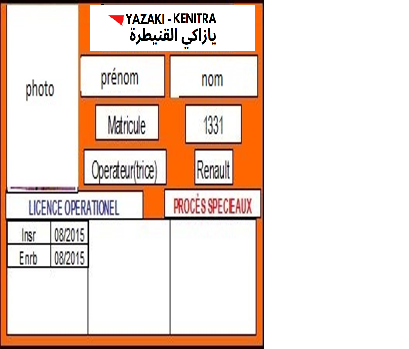 YAZAKI - KENITRA
يازاكي القنيطرة
photo
prénom
nom
Matricule
1331
Operateur(trice)
Renault
LICENCE OPERATIONEL
PROCÈS SPECIEAUX
Insr 08/2015
Enrb 08/2015